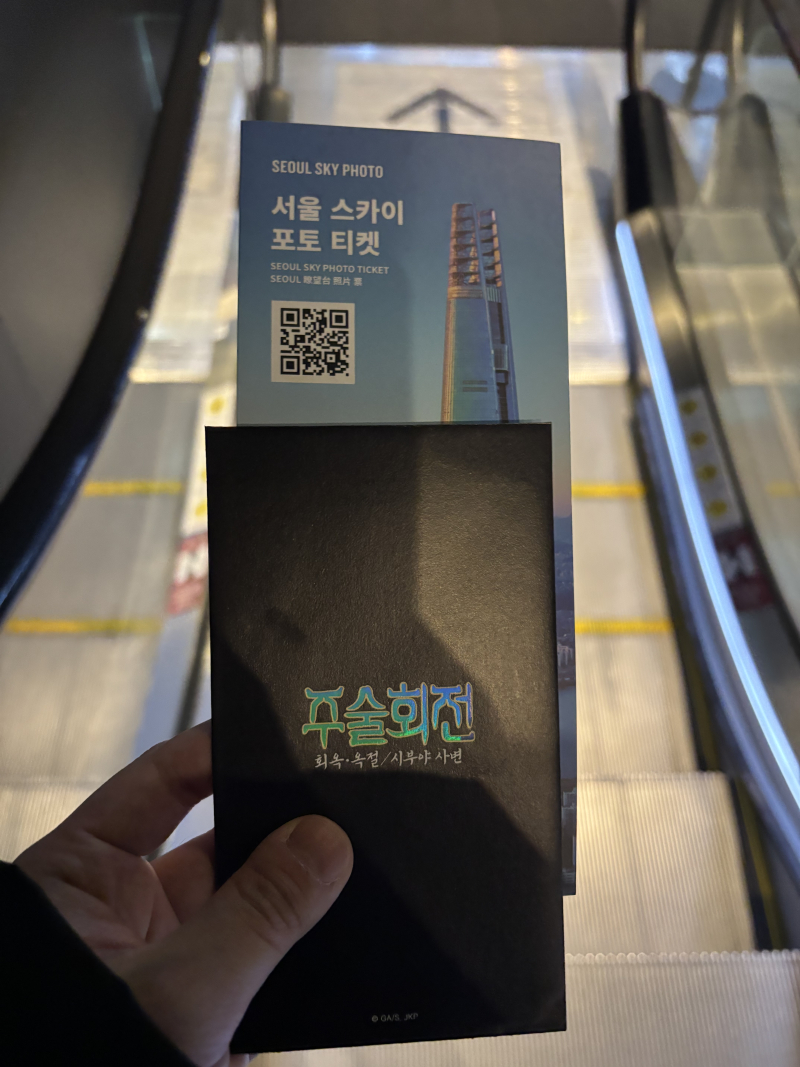 SEOUL SKY PHOTO
서울 스카이
포토 티켓
SEOUL SKY PHOTO TICKET
SEOUL 瞭望台 照片 票
주술회전
회옥·옥절/시부야 사변
© GA/S, JKP